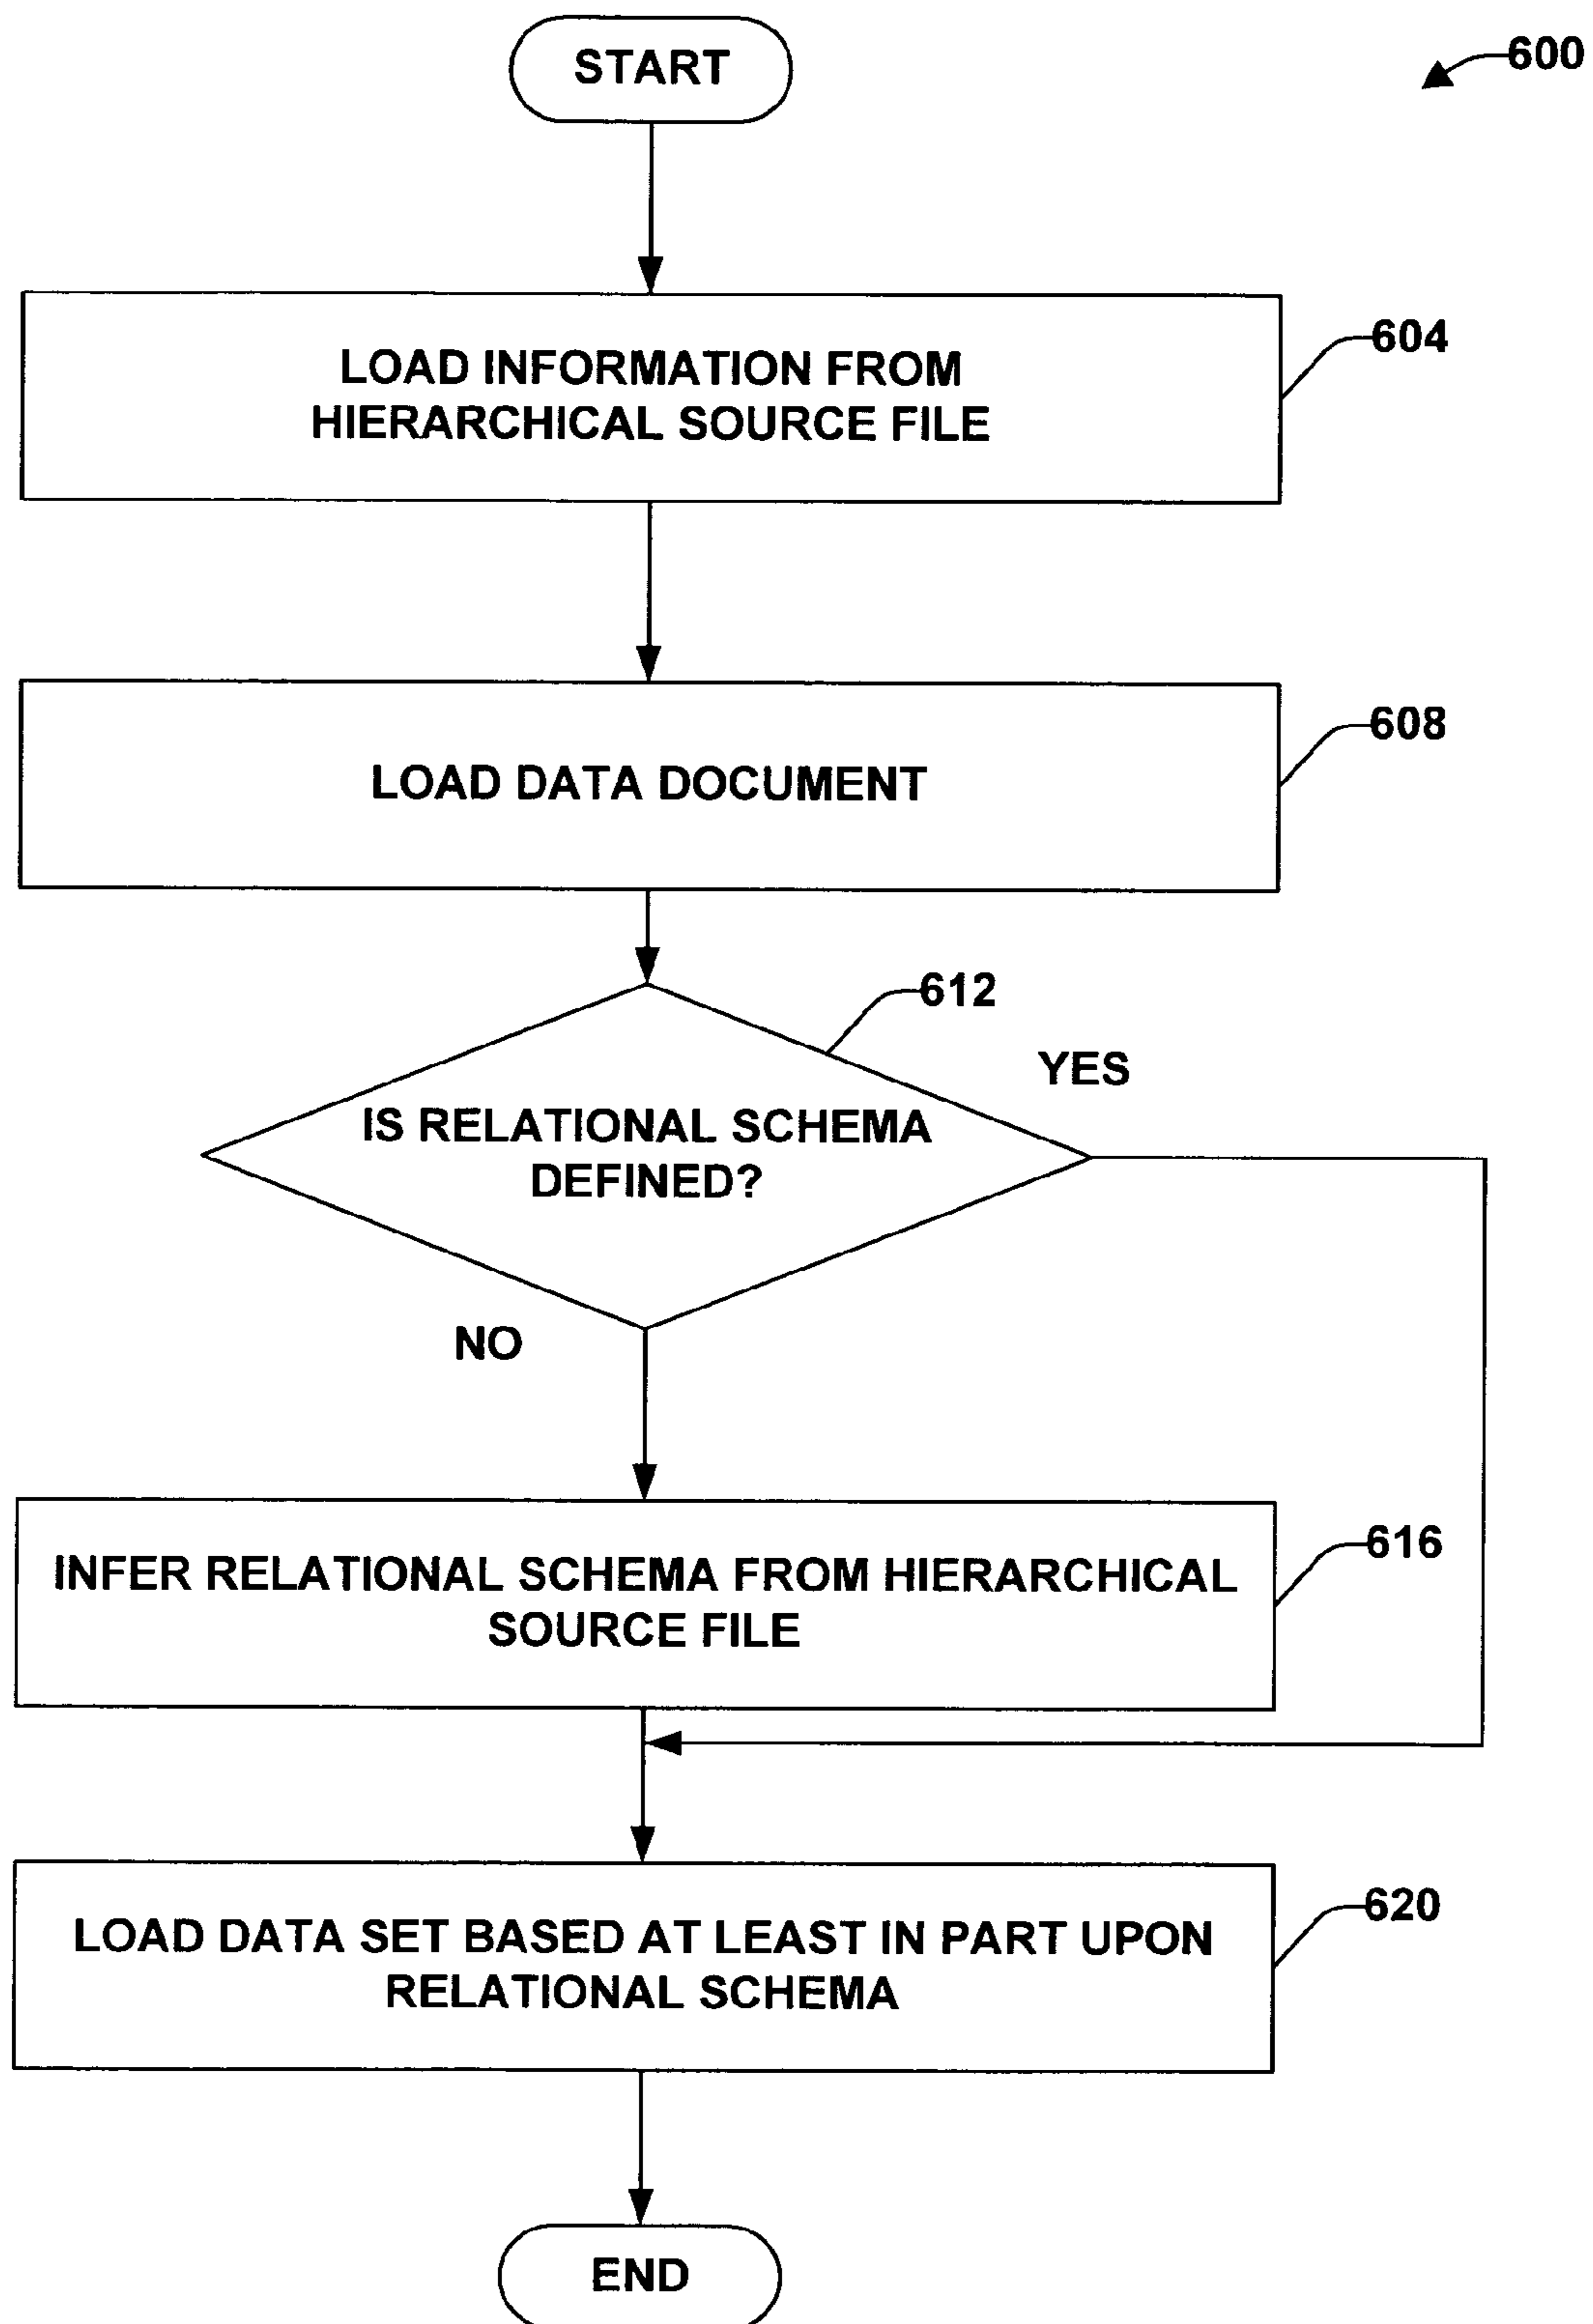 START
600
LOAD INFORMATION FROM
HIERARCHICAL SOURCE FILE
604
LOAD DATA DOCUMENT
608
612
YES
IS RELATIONAL SCHEMA
DEFINED?
NO
INFER RELATIONAL SCHEMA FROM HIERARCHICAL
SOURCE FILE
616
LOAD DATA SET BASED AT LEAST IN PART UPON
RELATIONAL SCHEMA
620
END